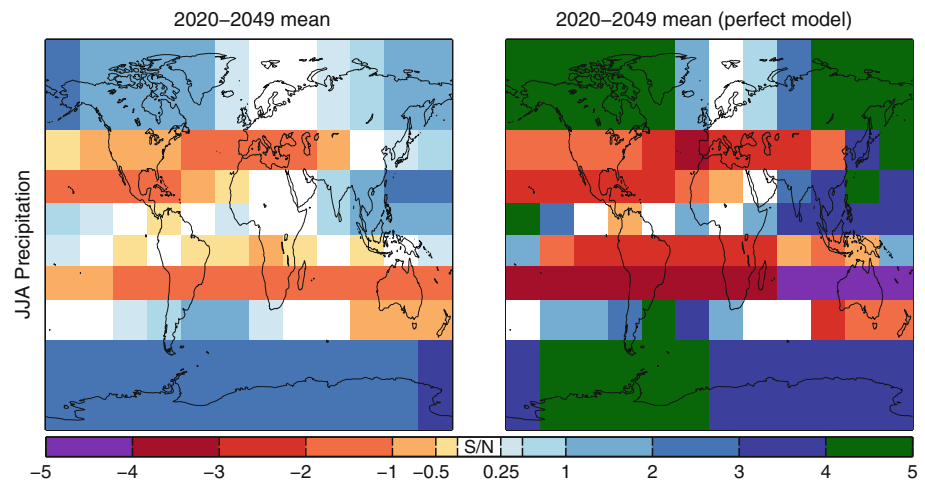 2020–2049 mean
2020–2049 mean (perfect model)
JJA Precipitation
S/N
−5 −4 −3 −2 −1 −0.5 0.25 1 2 3 4 5